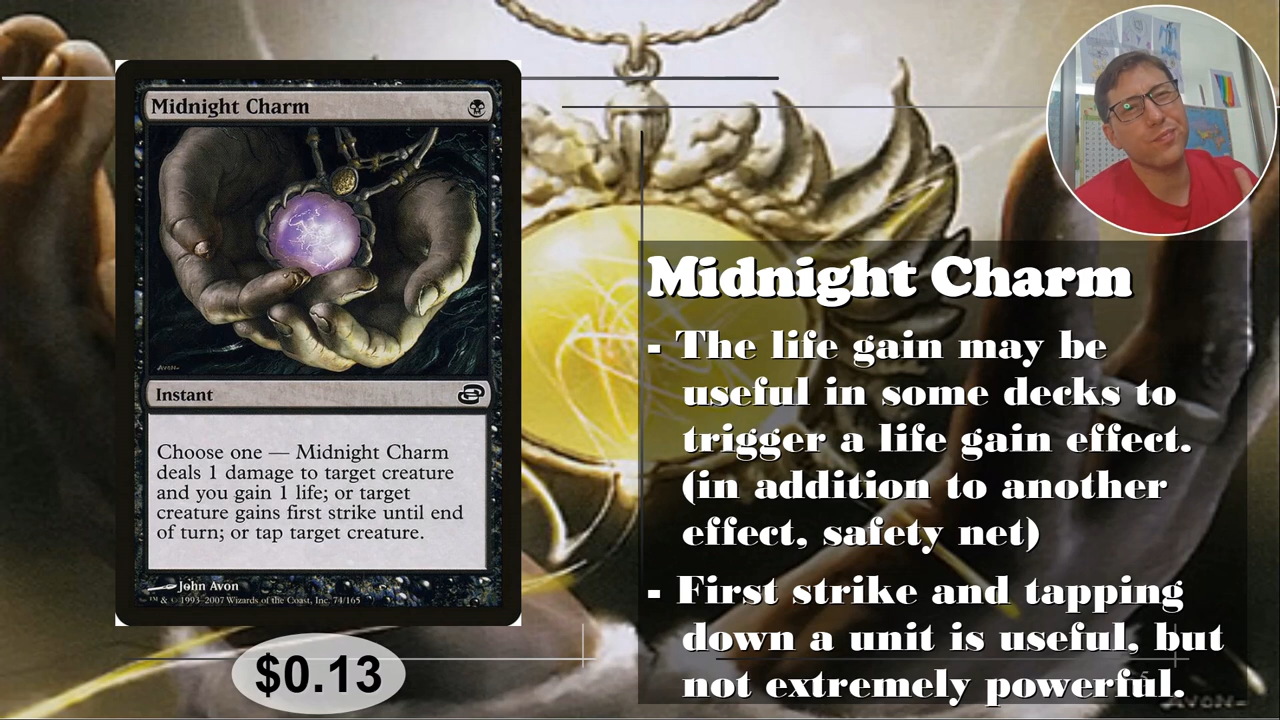 Midnight Charm
AVON-
Instant
Choose one — Midnight Charm
deals 1 damage to target creature
and you gain 1 life; or target
creature gains first strike until end
of turn; or tap target creature.
John Avon
™ & © 1993-2007 Wizards of the Coast, Inc. 74/165
$0.13
Midnight Charm
- The life gain may be
useful in some decks to
trigger a life gain effect.
(in addition to another
effect, safety net)
- First strike and tapping
down a unit is useful, but
not extremely powerful.
AVON-